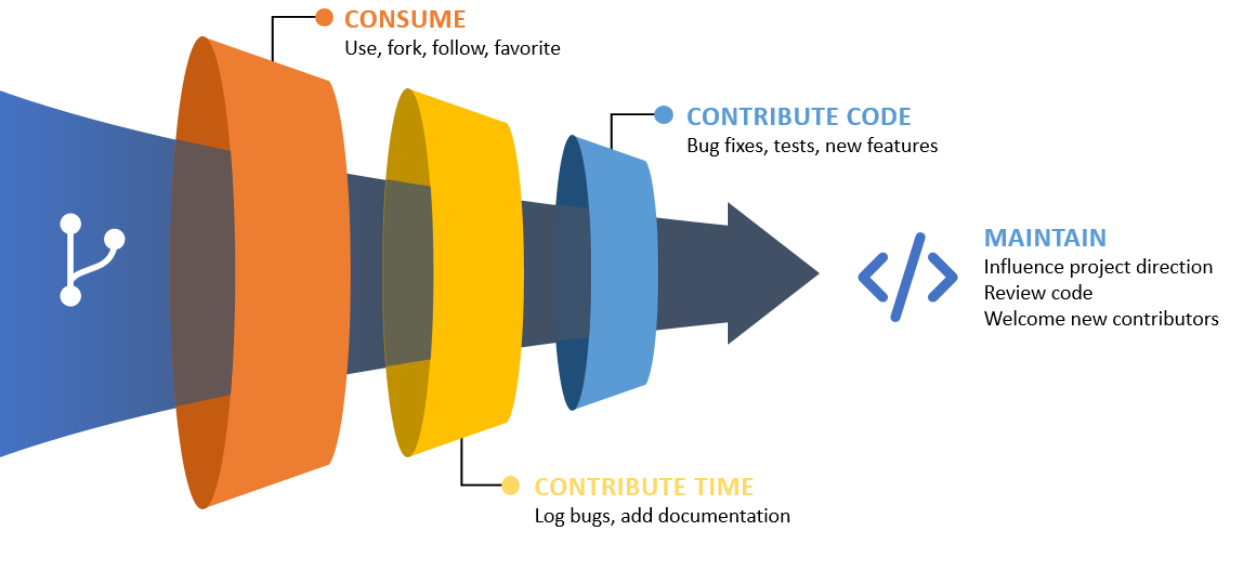 CONSUME
Use, fork, follow, favorite
CONTRIBUTE CODE
Bug fixes, tests, new features
MAINTAIN
Influence project direction
Review code
Welcome new contributors
CONTRIBUTE TIME
Log bugs, add documentation